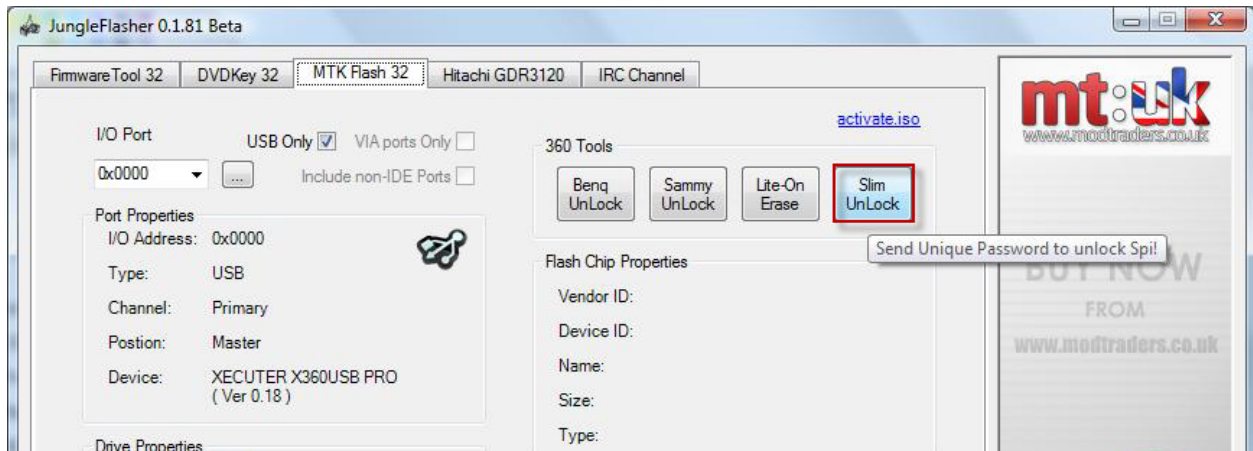 JungleFlasher 0.1.81 Beta
Firmware Tool 32 DVDKey 32 MTK Flash 32 Hitachi GDR3120 IRC Channel
activate.iso
I/O Port USB Only VIA ports Only
0x0000 ... Include non-IDE Ports
Port Properties
I/O Address: 0x0000
Type: USB
Channel: Primary
Postion: Master
Device: XECUTER X360USB PRO
( Ver 0.18 )
Drive Properties
360 Tools
Benq UnLock
Sammy UnLock
Lite-On Erase
Slim UnLock
Send Unique Password to unlock Spi!
Flash Chip Properties
Vendor ID:
Device ID:
Name:
Size:
Type:
mt:uk
www.modtraders.co.uk
BUY NOW
FROM
www.modtraders.co.uk